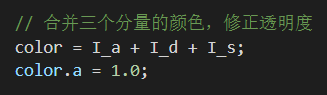 // 合并三个分量的颜色，修正透明度
color = I_a + I_d + I_s;
color.a = 1.0;